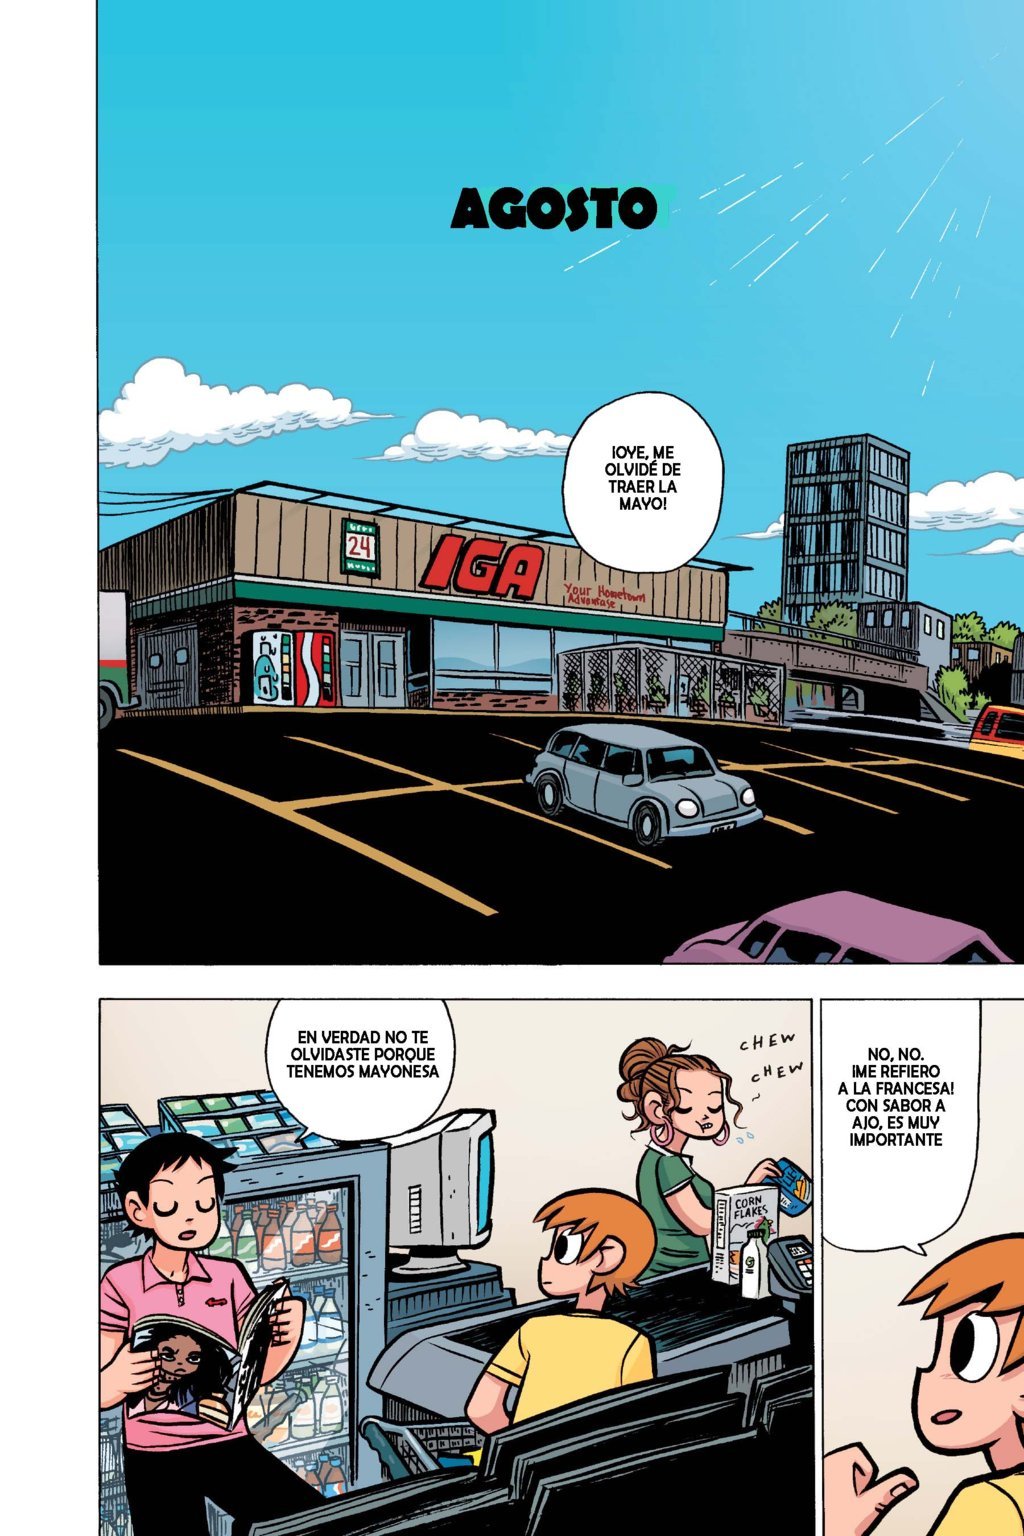 AGOSTO
¡OYE, ME
OLVIDÉ DE
TRAER LA
MAYO!
24
IGA
Your Hometown
Advantage
EN VERDAD NO TE
OLVIDASTE PORQUE
TENEMOS MAYONESA
CHEW
CHEW
CORN
FLAKES
NO, NO.
¡ME REFIERO
A LA FRANCESA!
CON SABOR A
AJO, ES MUY
IMPORTANTE